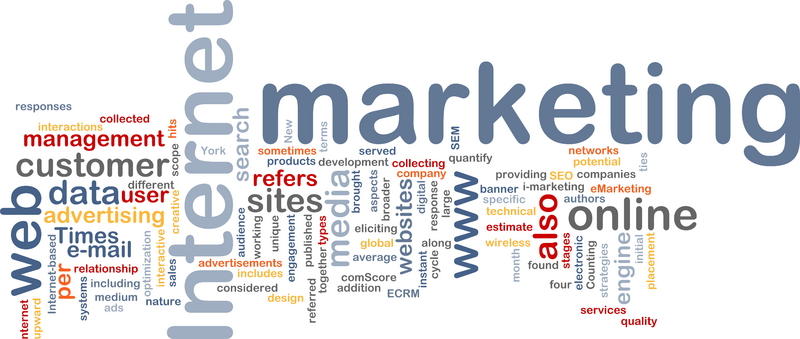 Internet
marketing
responses
interactions
collected
management
hits
scope
York
search
New
terms
customer
different
data
user
advertising
creative
web
Times
e-mail
per
Internet-based
relationship
systems
including
medium
ads
nternet
upward
optimization
interactive
nature
sales
sometimes
products
development
served
collecting
company
SEM
quantify
refers
sites
media
brought
aspects
broader
websites
digital
response
large
www
audience
working
unique
engagement
published
together
types
eliciting
global
average
along
cycle
instant
advertisements
includes
considered
design
referred
comScore
addition
ECRM
networks
potential
ties
providing
SEO
companies
banner
i-marketing
eMarketing
specific
authors
technical
also
online
estimate
wireless
month
found
stages
electronic
Counting
strategies
engine
initial
placement
four
services
quality